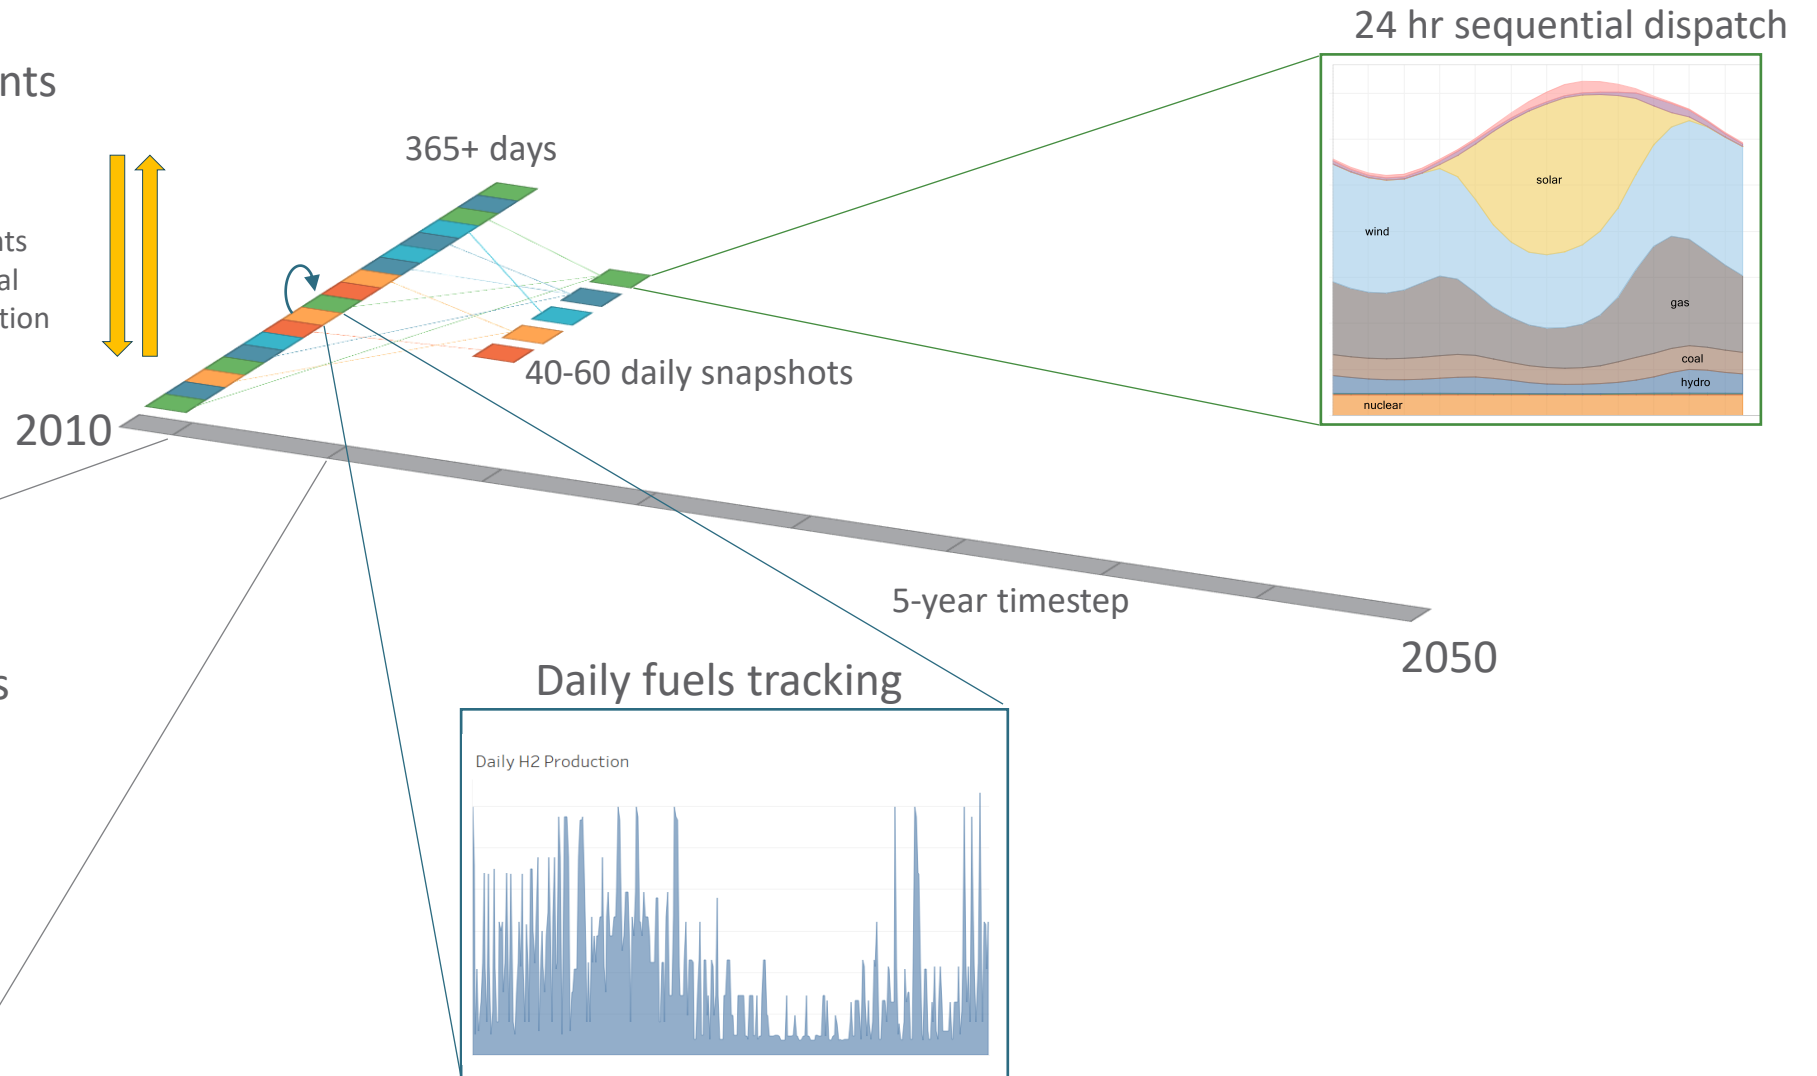 24 hr sequential dispatch
nts
365+ days
solar
wind
nts
al
tion
gas
40-60 daily snapshots
coal
hydro
nuclear
2010
5-year timestep
2050
s
Daily fuels tracking
Daily H2 Production